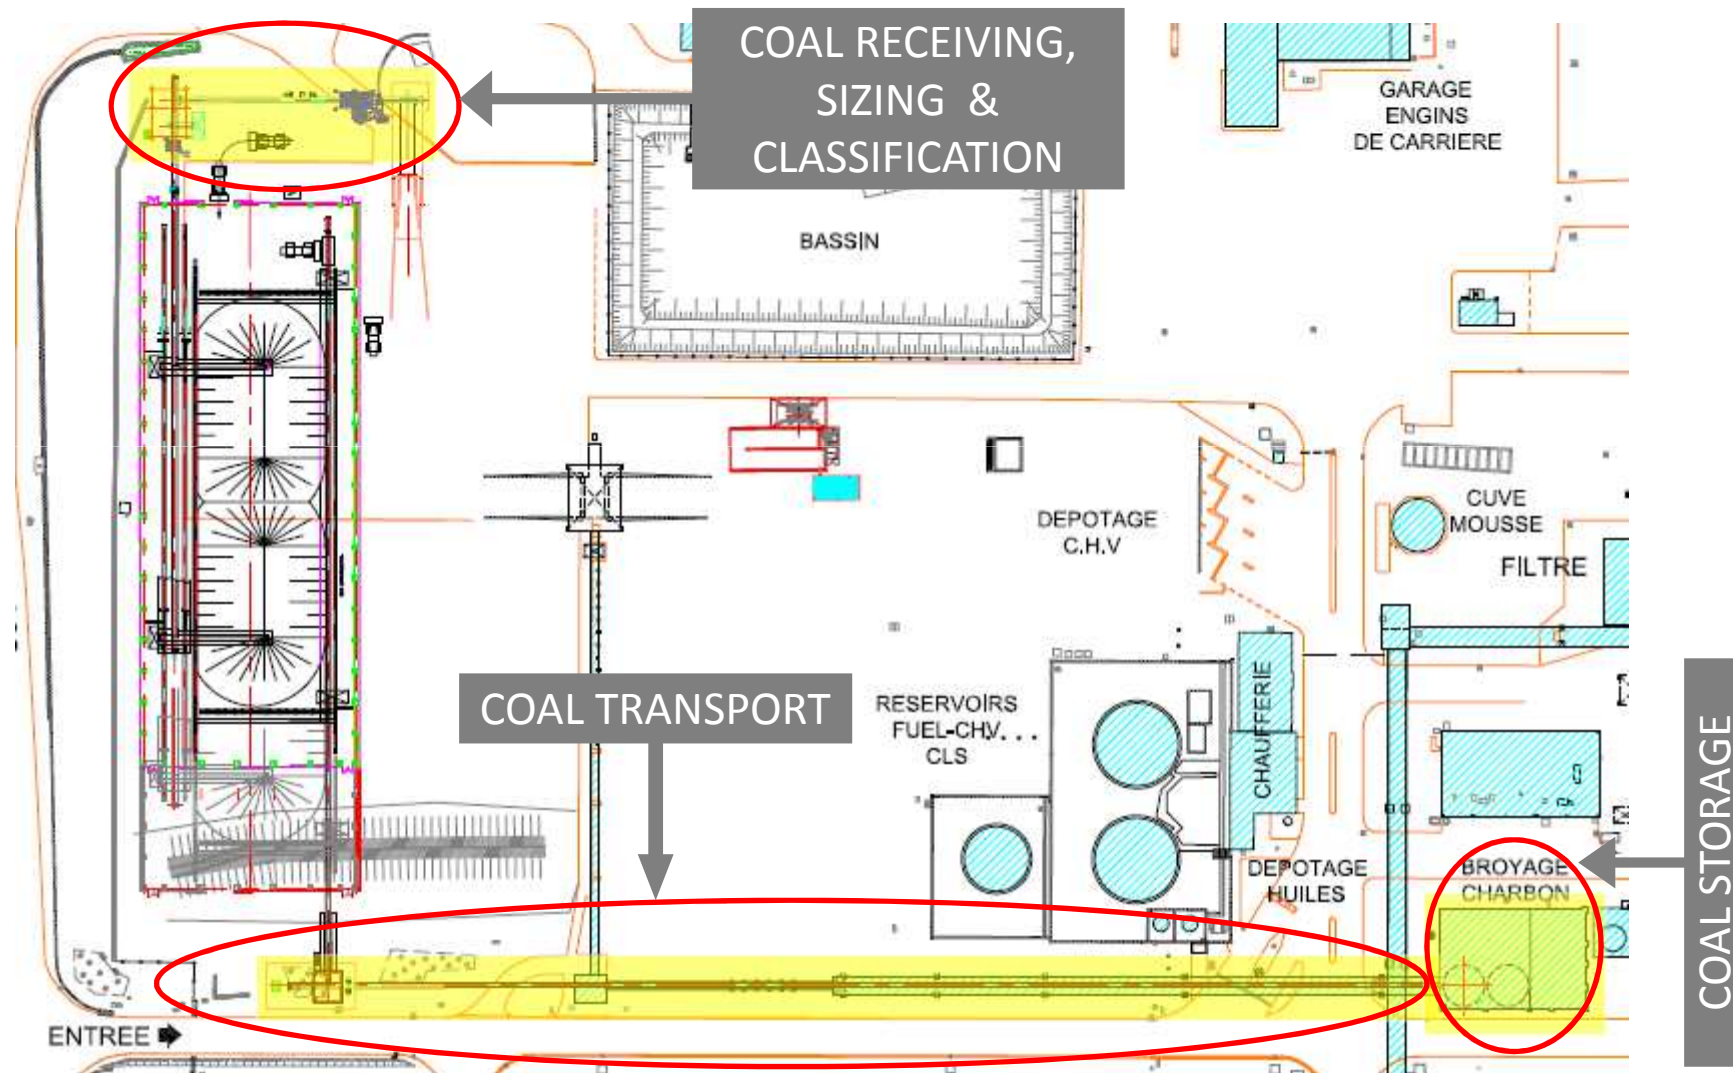 COAL RECEIVING,
SIZING &
CLASSIFICATION
GARAGE
ENGINS
DE CARRIERE
BASSIN
DEPOTAGE
C.H.V
CUVE
MOUSSE
FILTRE
COAL TRANSPORT
RESERVOIRS
FUEL-CHV...
CLS
CHAUFFERIE
DEPOTAGE
HUILES
BROYAGE
CHARBON
COAL STORAGE
ENTREE